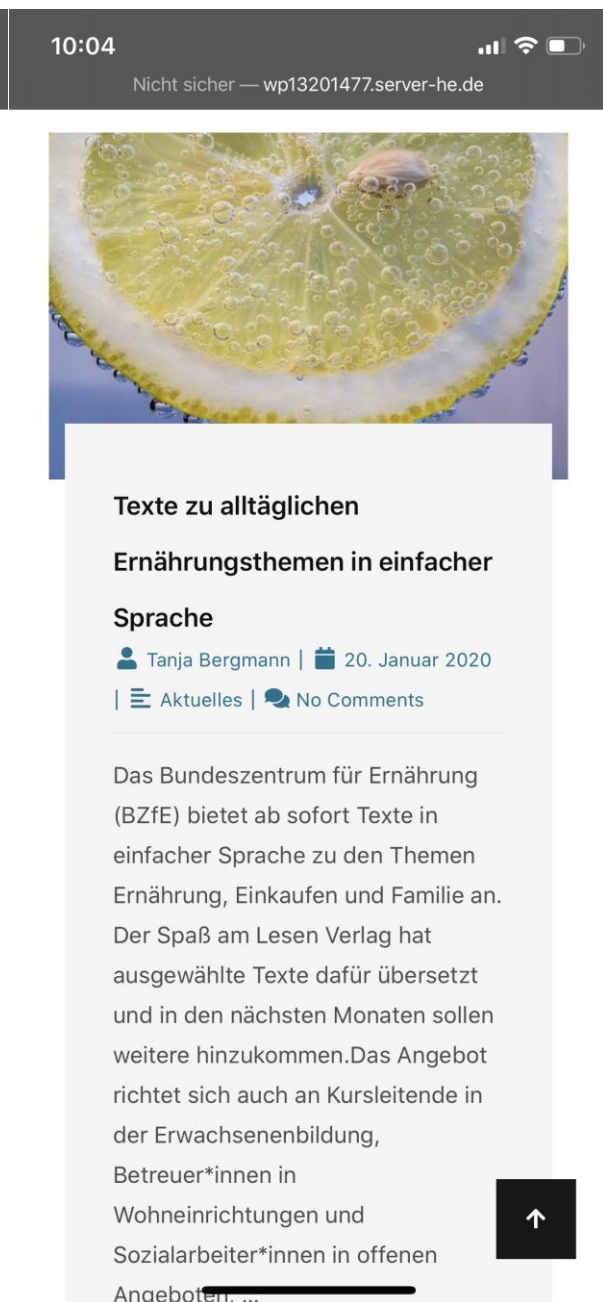 10:04
Nicht sicher — wp13201477.server-he.de
Texte zu alltäglichen
Ernährungsthemen in einfacher
Sprache
Tanja Bergmann | 20. Januar 2020
| Aktuelles | No Comments
Das Bundeszentrum für Ernährung
(BZfE) bietet ab sofort Texte in
einfacher Sprache zu den Themen
Ernährung, Einkaufen und Familie an.
Der Spaß am Lesen Verlag hat
ausgewählte Texte dafür übersetzt
und in den nächsten Monaten sollen
weitere hinzukommen.Das Angebot
richtet sich auch an Kursleitende in
der Erwachsenenbildung,
Betreuer*innen in
Wohneinrichtungen und
Sozialarbeiter*innen in offenen
Angeboten. ...